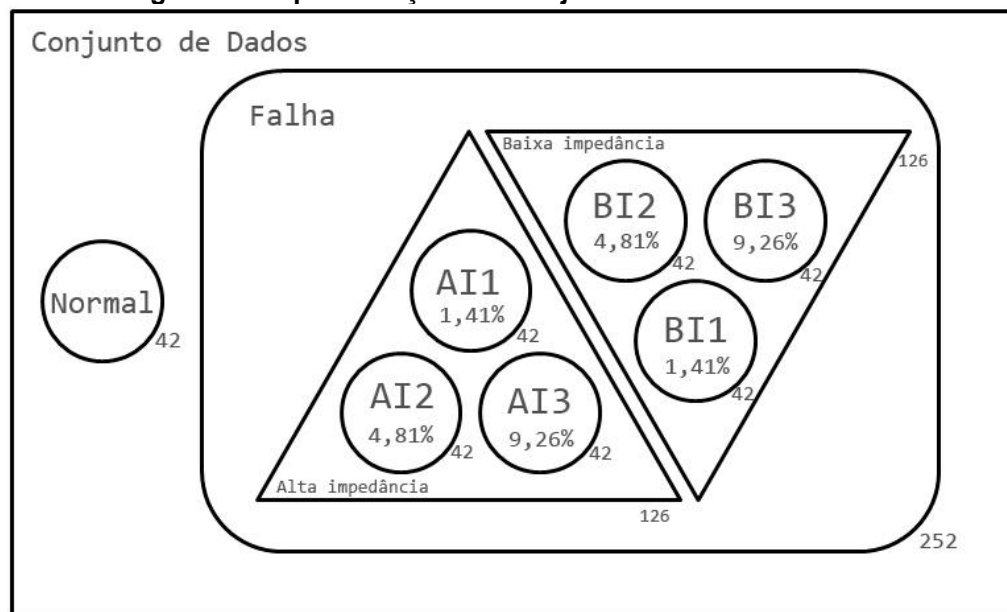 Conjunto de Dados
Falha
Baixa impedância
126
BI2
4,81%
42
BI3
9,26%
42
BI1
1,41%
42
Normal
42
AI1
1,41%
42
AI2
4,81%
42
AI3
9,26%
42
Alta impedância
126
252